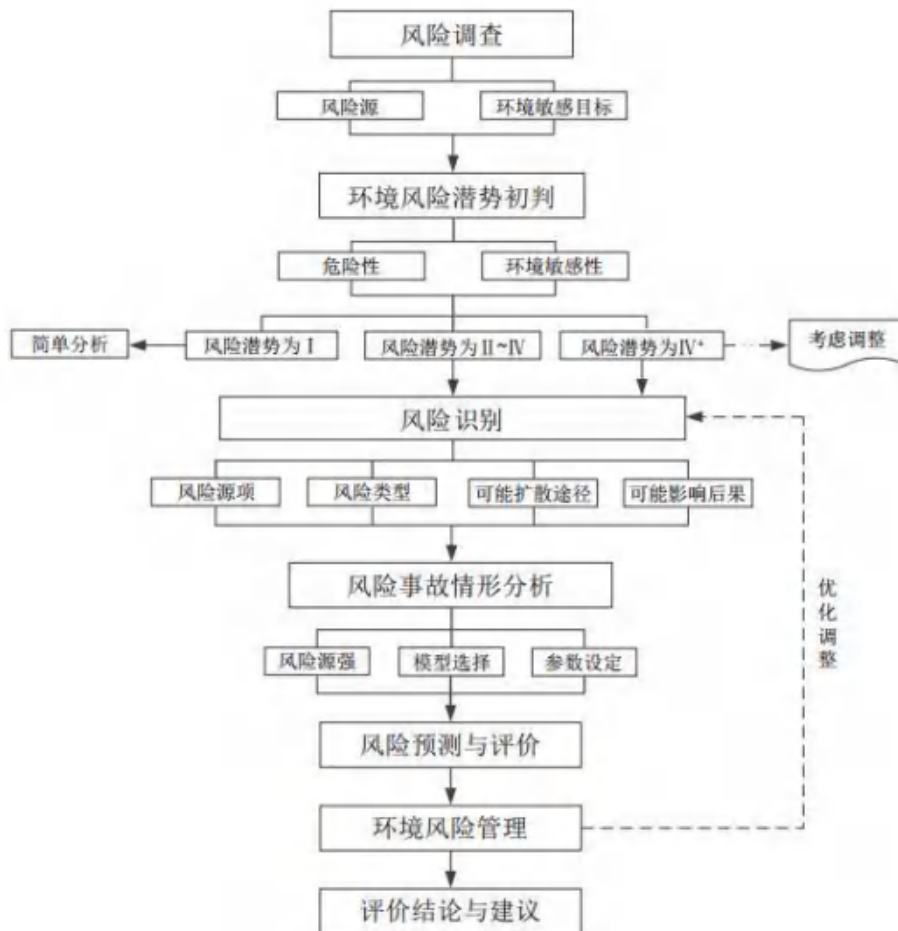 风险调查
风险源
环境敏感目标
环境风险潜势初判
危险性
环境敏感性
简单分析
风险潜势为Ⅰ
风险潜势为Ⅱ~Ⅳ
风险潜势为Ⅳ⁺
考虑调整
风险识别
风险源项
风险类型
可能扩散途径
可能影响后果
风险事故情形分析
优化调整
风险源强
模型选择
参数设定
风险预测与评价
环境风险管理
评价结论与建议